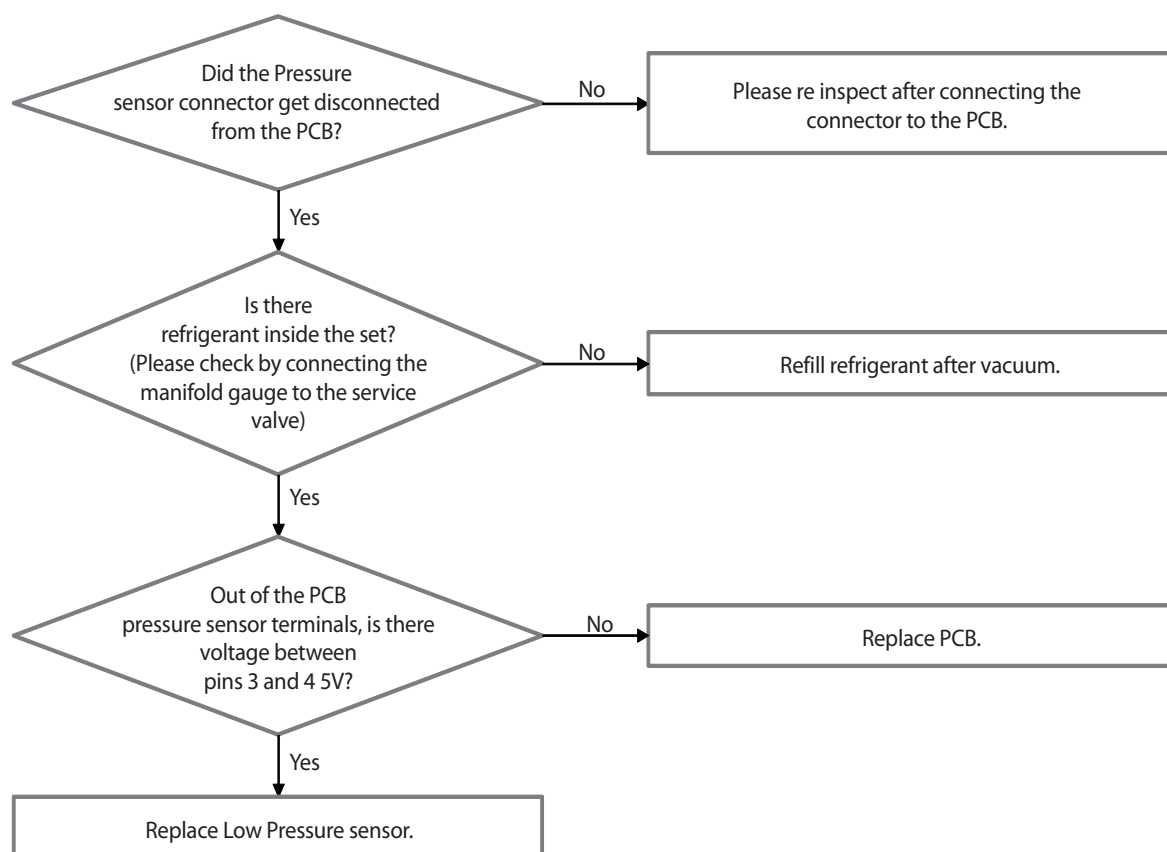 Did the Pressure
sensor connector get disconnected
from the PCB?
No
Please re inspect after connecting the
connector to the PCB.
Yes
Is there
refrigerant inside the set?
(Please check by connecting the
manifold gauge to the service
valve)
No
Refill refrigerant after vacuum.
Yes
Out of the PCB
pressure sensor terminals, is there
voltage between
pins 3 and 4 5V?
No
Replace PCB.
Yes
Replace Low Pressure sensor.